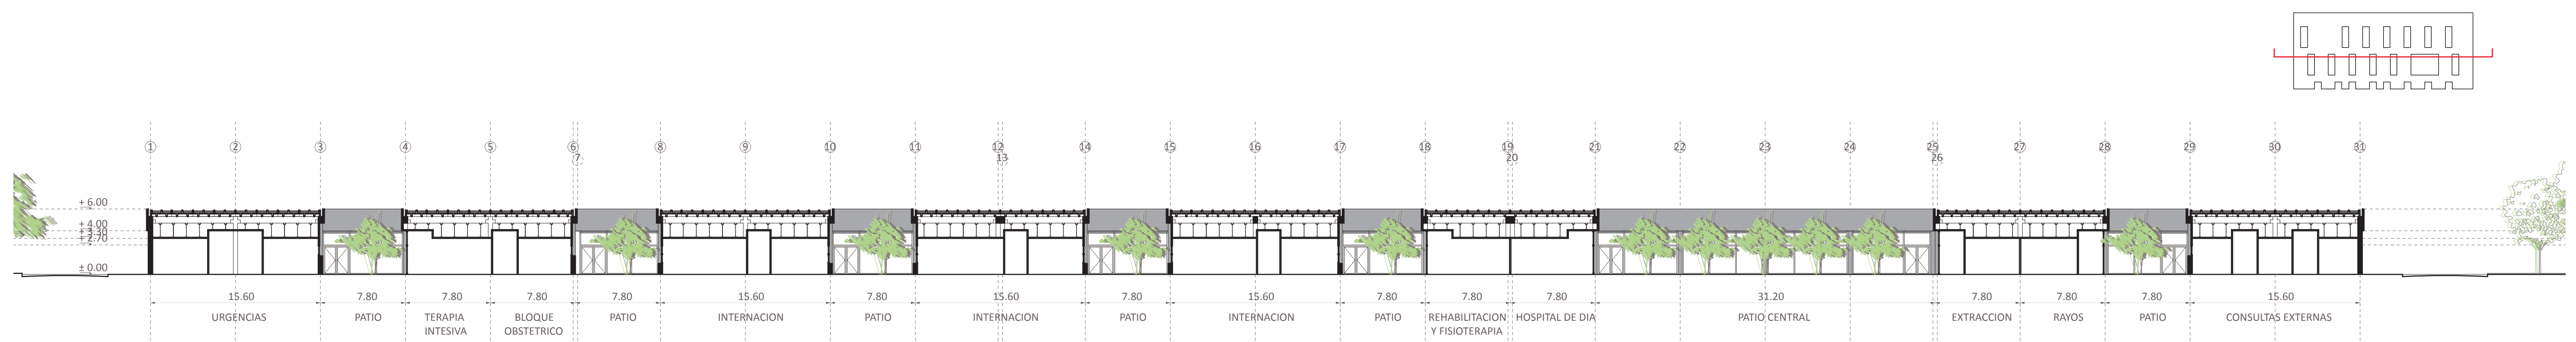 1 2 3 4 5 6 8 9 10 11 12 14 15 16 17 18 19 21 22 23 24 25 27 28 29 30 31
7 13 20 26
+ 6.00
+ 4.00
+ 3.30
+ 2.70
± 0.00
15.60 7.80 7.80 7.80 7.80 15.60 7.80 15.60 7.80 15.60 7.80 7.80 7.80 31.20 7.80 7.80 7.80 15.60
URGENCIAS PATIO TERAPIA BLOQUE PATIO INTERNACION PATIO INTERNACION PATIO INTERNACION PATIO REHABILITACION HOSPITAL DE DIA PATIO CENTRAL EXTRACCION RAYOS PATIO CONSULTAS EXTERNAS
INTESIVA OBSTETRICO Y FISIOTERAPIA